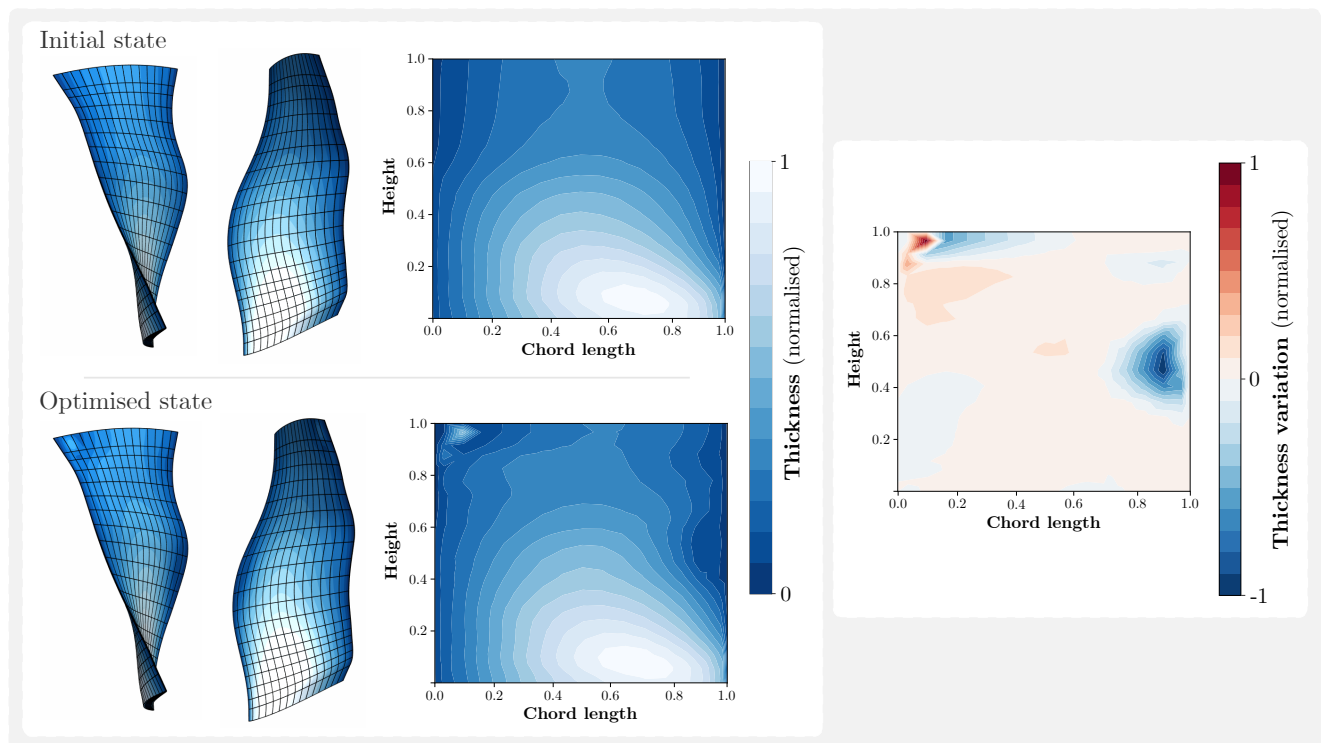 Initial state
1.0
0.8
0.6
0.4
0.2
Height
0.0 0.2 0.4 0.6 0.8 1.0
Chord length
Optimised state
1.0
0.8
0.6
0.4
0.2
Height
0.0 0.2 0.4 0.6 0.8 1.0
Chord length
1
0
Thickness (normalised)
1.0
0.8
0.6
0.4
0.2
Height
0.0 0.2 0.4 0.6 0.8 1.0
Chord length
1
0
-1
Thickness variation (normalised)